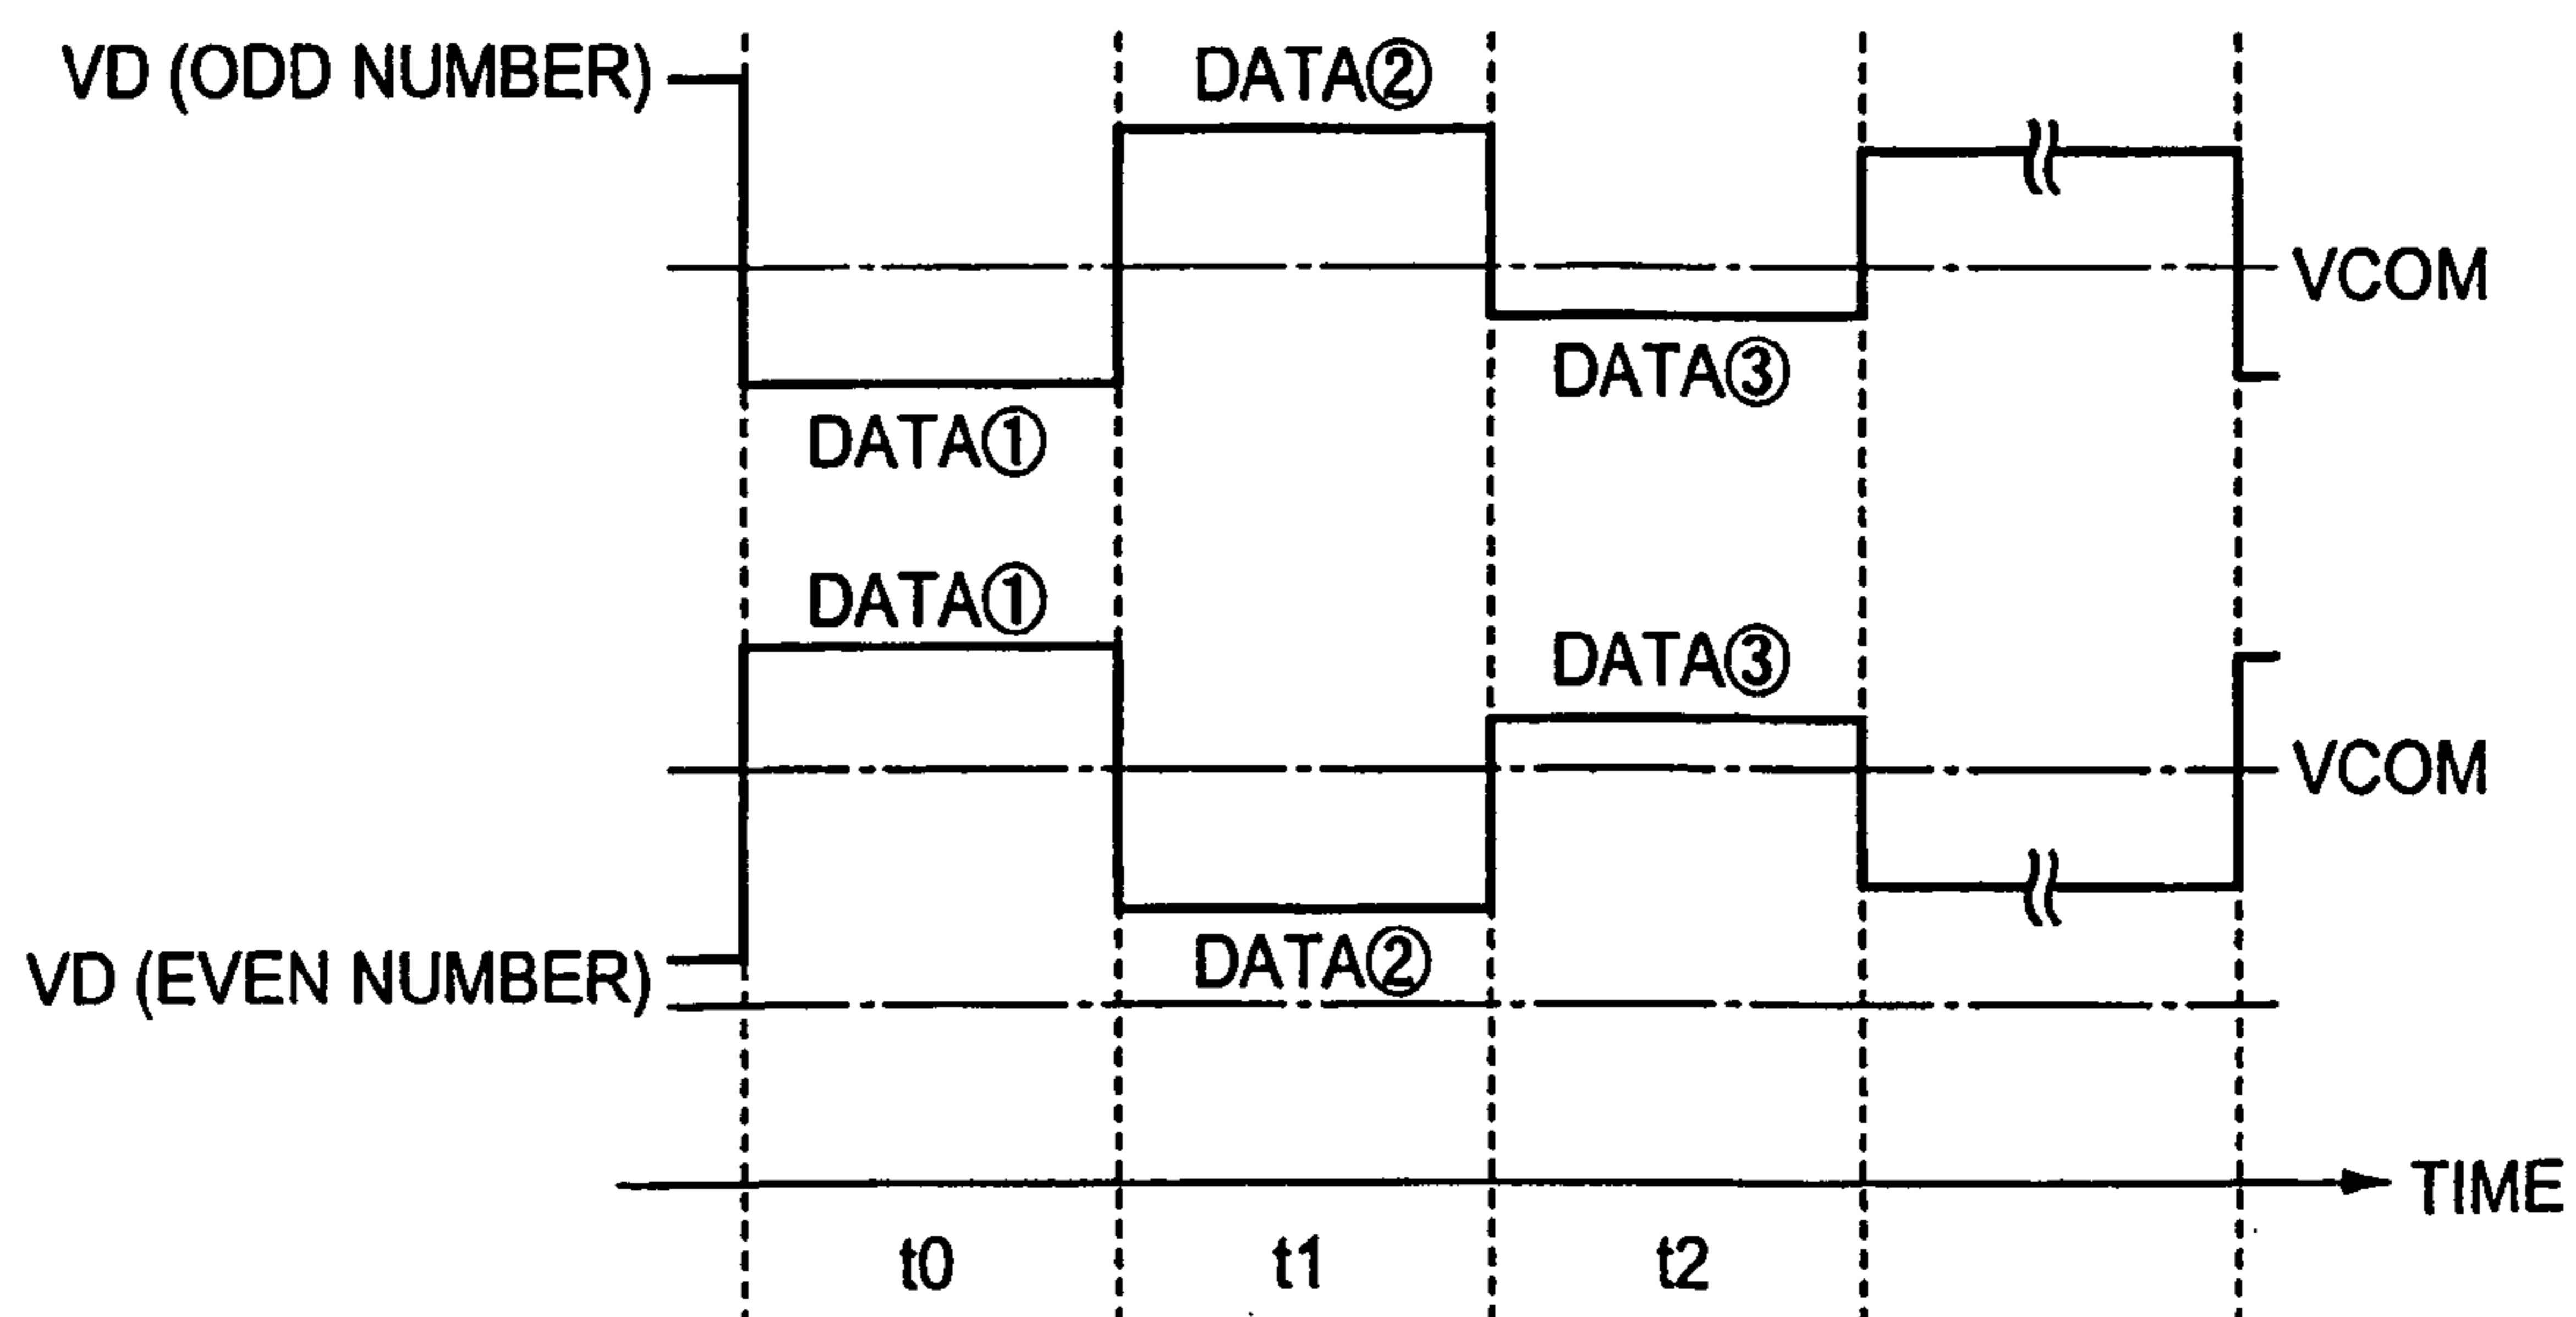 VD (ODD NUMBER)
DATA②
VCOM
DATA③
DATA①
DATA①
DATA③
VCOM
DATA②
VD (EVEN NUMBER)
TIME
t0 t1 t2